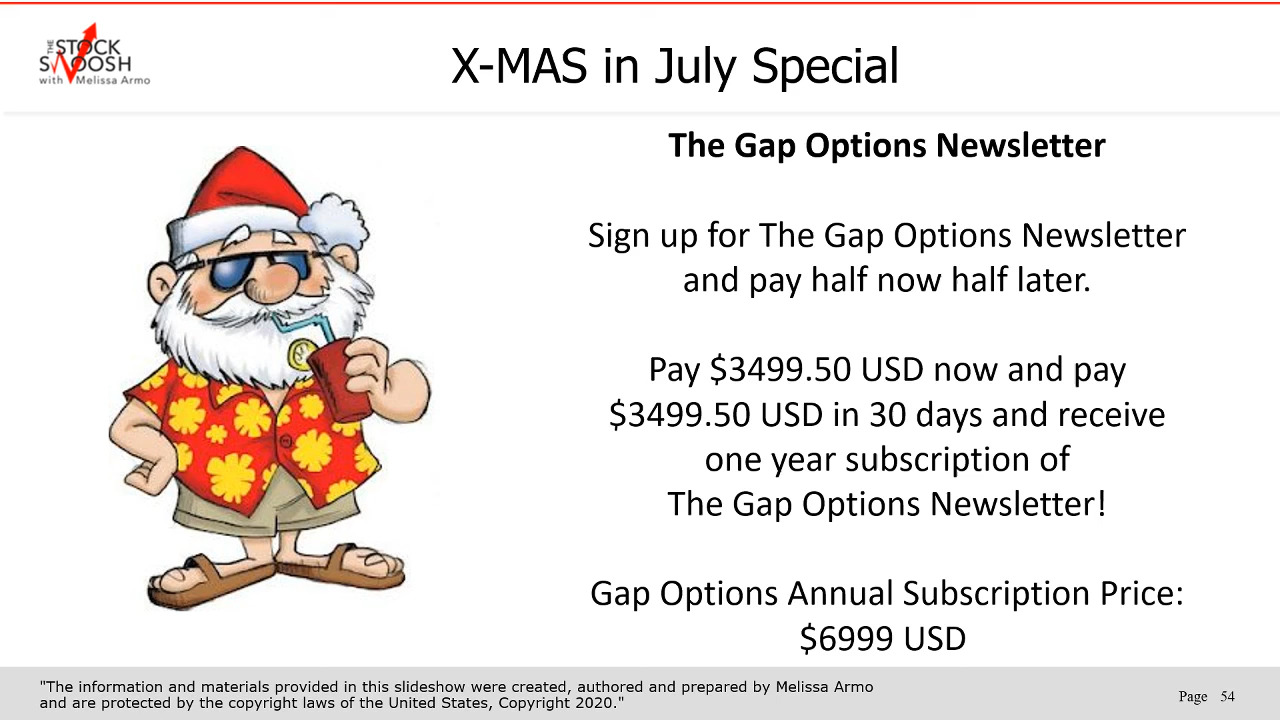 THE STOCK
SWOOSH
with Melissa Armo
X-MAS in July Special
The Gap Options Newsletter
Sign up for The Gap Options Newsletter
and pay half now half later.
Pay $3499.50 USD now and pay
$3499.50 USD in 30 days and receive
one year subscription of
The Gap Options Newsletter!
Gap Options Annual Subscription Price:
$6999 USD
"The information and materials provided in this slideshow were created, authored and prepared by Melissa Armo
and are protected by the copyright laws of the United States, Copyright 2020."
Page 54